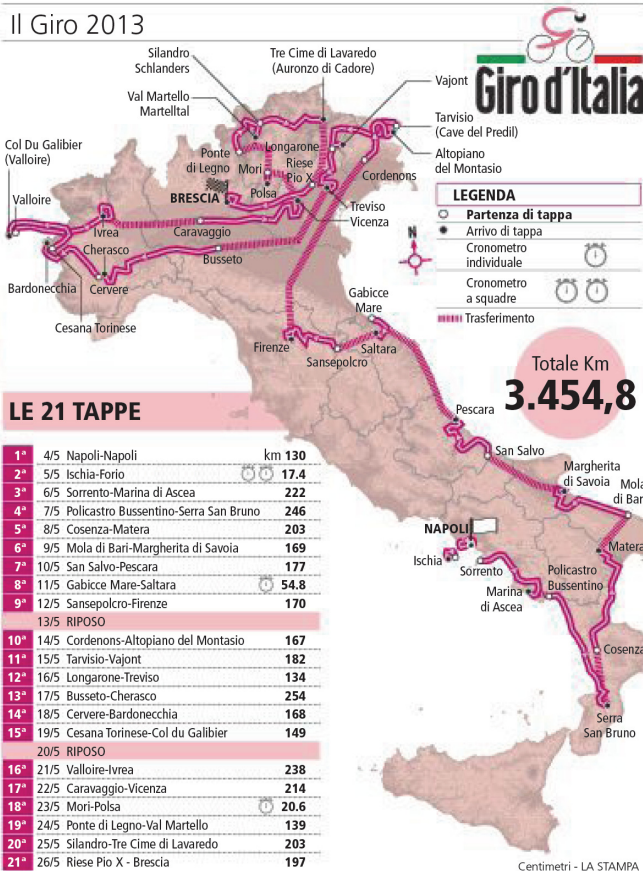 Il Giro 2013
Giro d'Italia
Silandro
Schlanders
Tre Cime di Lavaredo
(Auronzo di Cadore)
Vajont
Val Martello
Martelltal
Tarvisio
(Cave del Predil)
Col Du Galibier
(Valloire)
Ponte
di Legno
Longarone
Riese
Pio X
Mori
Altopiano
del Montasio
Cordenons
Valloire
BRESCIA
Polsa
Treviso
Vicenza
Ivrea
Caravaggio
Cherasco
Busseto
Bardonecchia
Cervere
Cesana Torinese
LEGENDA
Partenza di tappa
Arrivo di tappa
Cronometro
individuale
Cronometro
a squadre
Trasferimento
N
Gabicce
Mare
Firenze
Saltara
Sansepolcro
Totale Km
3.454,8
Pescara
San Salvo
Margherita
di Savoia
Mola
di Bar
NAPOLI
Matera
Ischia
Sorrento
Policastro
Bussentino
Marina
di Ascea
Cosenza
Serra
San Bruno
LE 21 TAPPE
1ª 4/5 Napoli-Napoli km 130
2ª 5/5 Ischia-Forio 17.4
3ª 6/5 Sorrento-Marina di Ascea 222
4ª 7/5 Policastro Bussentino-Serra San Bruno 246
5ª 8/5 Cosenza-Matera 203
6ª 9/5 Mola di Bari-Margherita di Savoia 169
7ª 10/5 San Salvo-Pescara 177
8ª 11/5 Gabicce Mare-Saltara 54.8
9ª 12/5 Sansepolcro-Firenze 170
13/5 RIPOSO
10ª 14/5 Cordenons-Altopiano del Montasio 167
11ª 15/5 Tarvisio-Vajont 182
12ª 16/5 Longarone-Treviso 134
13ª 17/5 Busseto-Cherasco 254
14ª 18/5 Cervere-Bardonecchia 168
15ª 19/5 Cesana Torinese-Col du Galibier 149
20/5 RIPOSO
16ª 21/5 Valloire-Ivrea 238
17ª 22/5 Caravaggio-Vicenza 214
18ª 23/5 Mori-Polsa 20.6
19ª 24/5 Ponte di Legno-Val Martello 139
20ª 25/5 Silandro-Tre Cime di Lavaredo 203
21ª 26/5 Riese Pio X - Brescia 197
Centimetri - LA STAMPA